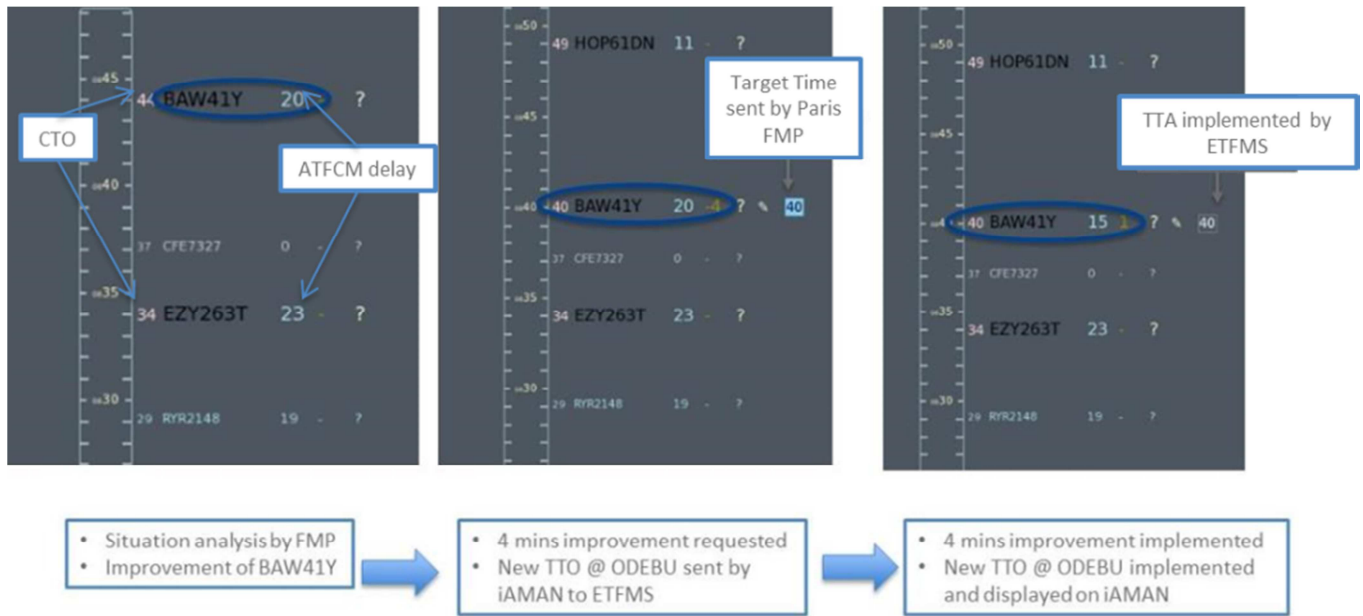 45
44 BAW41Y 20 - ?
CTO
ATFCM delay
40
37 CFE7327 0 - ?
35
34 EZY263T 23 - ?
30
29 RYR2148 19 - ?
50
49 HOP61DN 11 - ?
Target Time
sent by Paris
FMP
45
40 40 BAW41Y 20 -4 ? 40
37 CFE7327 0 - ?
35
34 EZY263T 23 - ?
30
29 RYR2148 19 - ?
50
49 HOP61DN 11 - ?
TTA implemented by
ETFMS
45
40 BAW41Y 15 1 ? 40
37 CFE7327 0 - ?
35
34 EZY263T 23 -
30
29 RYR2148 19 - ?
• Situation analysis by FMP
• Improvement of BAW41Y
• 4 mins improvement requested
• New TTO @ ODEBU sent by
iAMAN to ETFMS
• 4 mins improvement implemented
• New TTO @ ODEBU implemented
and displayed on iAMAN